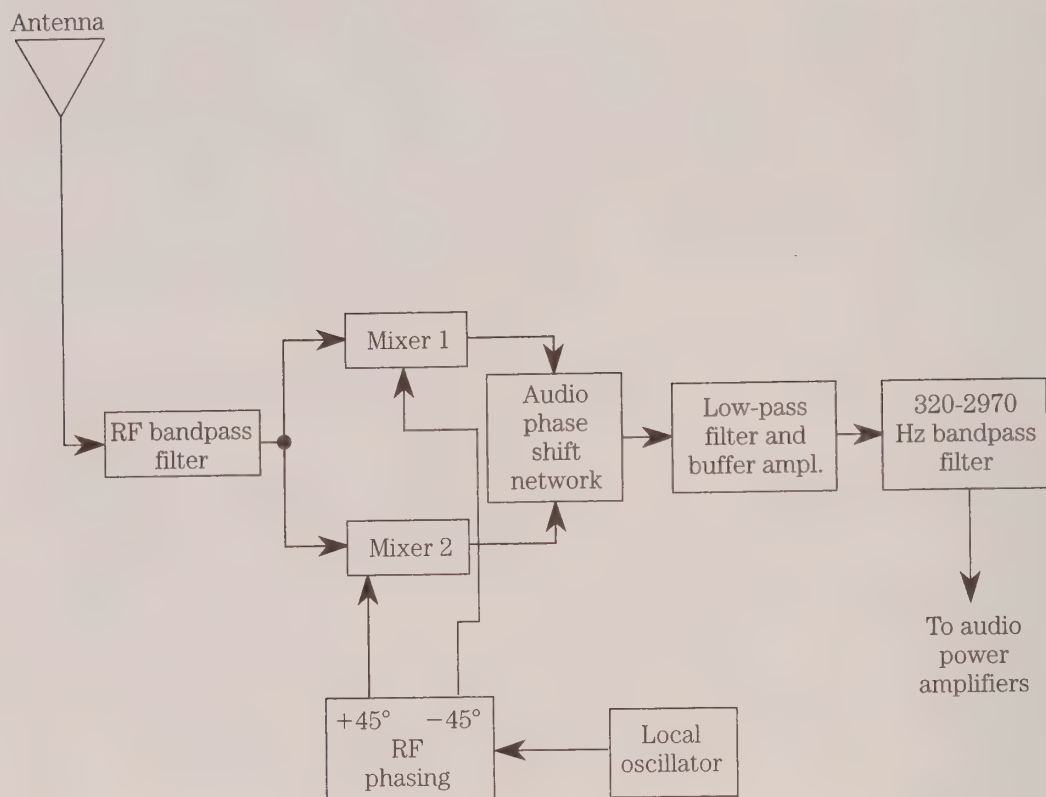 Antenna
RF bandpass
filter
Mixer 1
Mixer 2
Audio
phase
shift
network
Low-pass
filter and
buffer ampl.
320-2970
Hz bandpass
filter
To audio
power
amplifiers
+45° −45°
RF
phasing
Local
oscillator